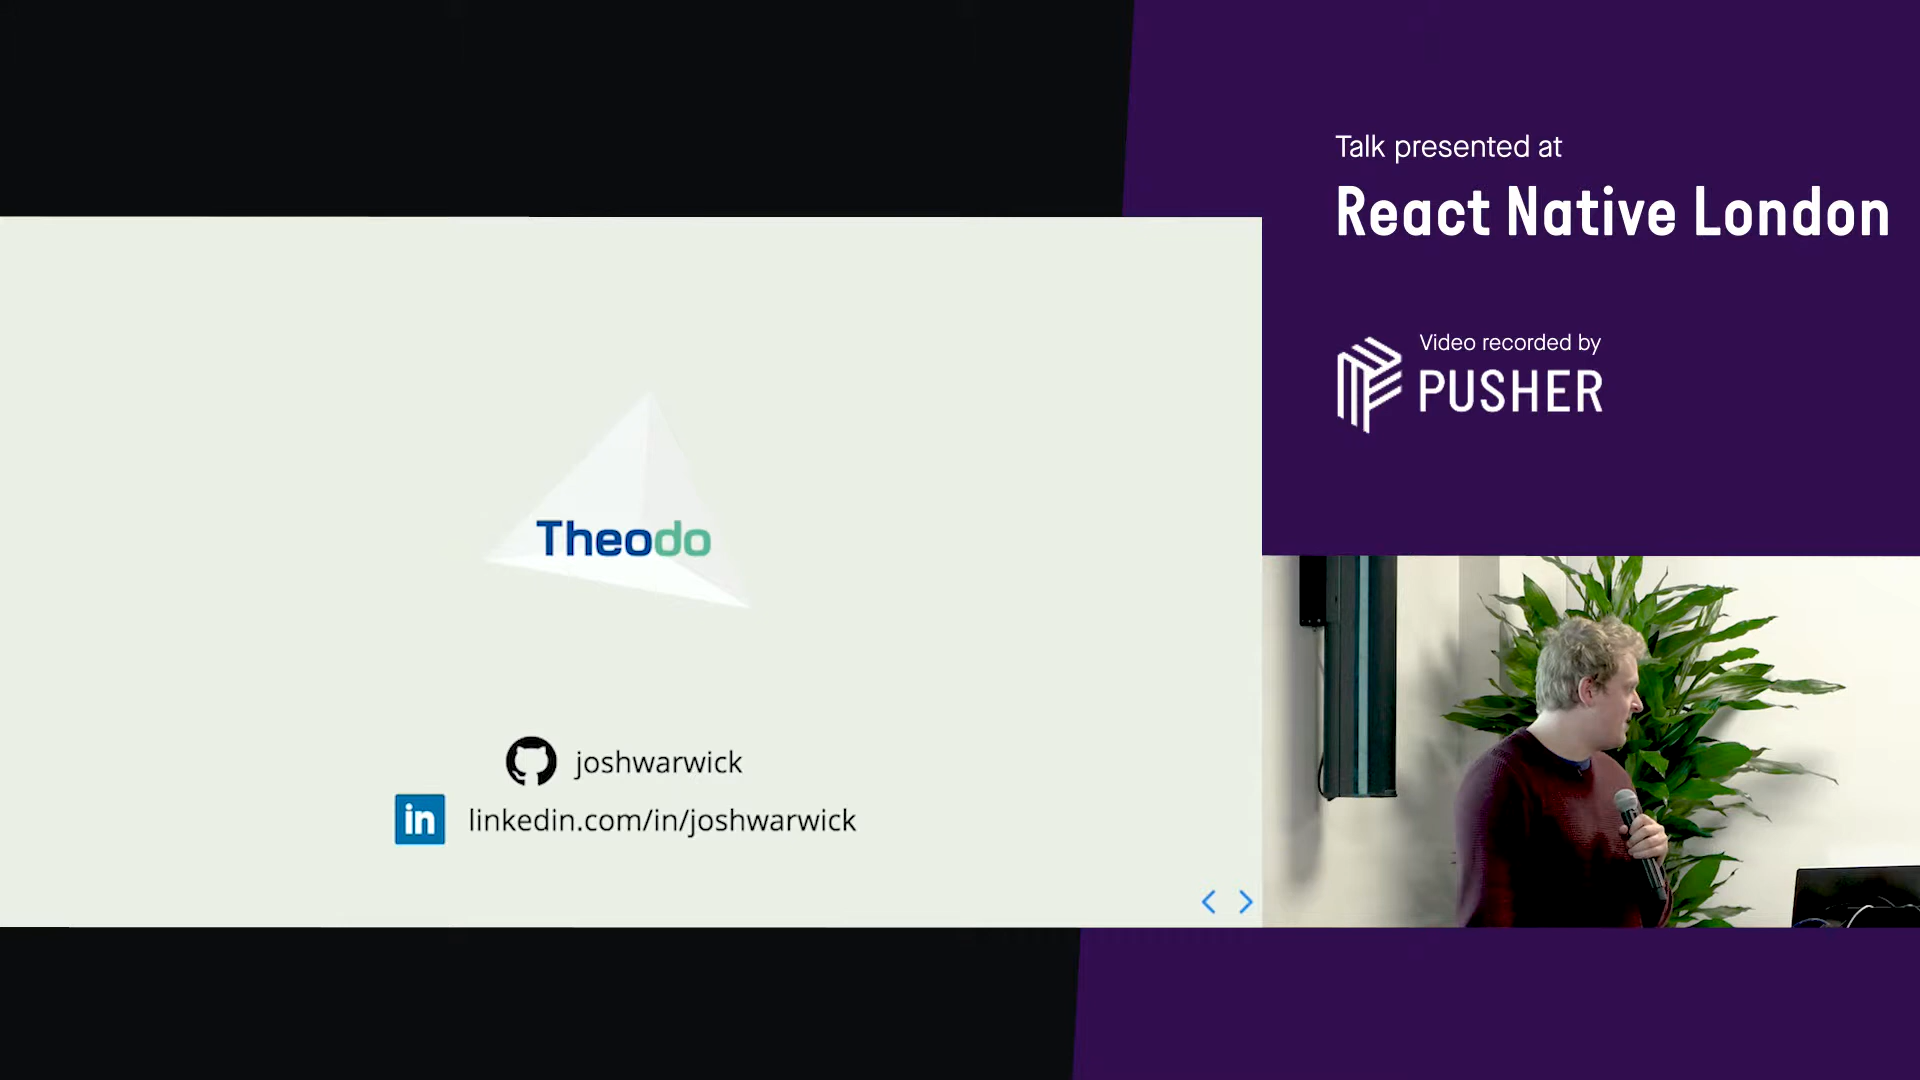 Talk presented at
React Native London
Video recorded by
PUSHER
Theodo
joshwarwick
in linkedin.com/in/joshwarwick